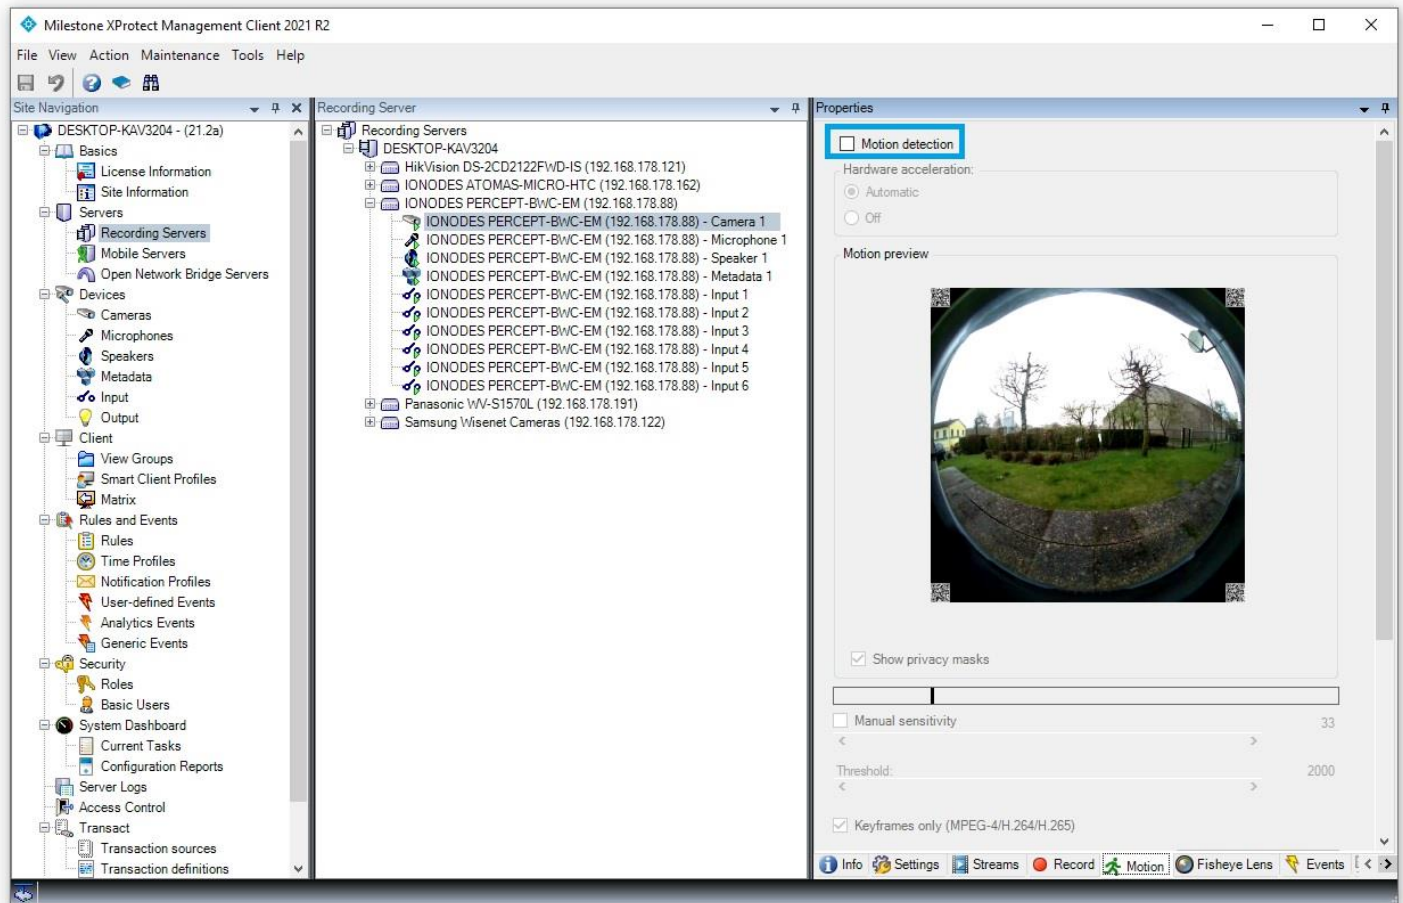 Milestone XProtect Management Client 2021 R2
File View Action Maintenance Tools Help
Site Navigation
DESKTOP-KAV3204 - (21.2a)
Basics
License Information
Site Information
Servers
Recording Servers
Mobile Servers
Open Network Bridge Servers
Devices
Cameras
Microphones
Speakers
Metadata
Input
Output
Client
View Groups
Smart Client Profiles
Matrix
Rules and Events
Rules
Time Profiles
Notification Profiles
User-defined Events
Analytics Events
Generic Events
Security
Roles
Basic Users
System Dashboard
Current Tasks
Configuration Reports
Server Logs
Access Control
Transact
Transaction sources
Transaction definitions
Recording Server
Recording Servers
DESKTOP-KAV3204
HikVision DS-2CD2122FWD-IS (192.168.178.121)
IONODES ATOMAS-MICRO-HTC (192.168.178.162)
IONODES PERCEPT-BWC-EM (192.168.178.88)
IONODES PERCEPT-BWC-EM (192.168.178.88) - Camera 1
IONODES PERCEPT-BWC-EM (192.168.178.88) - Microphone 1
IONODES PERCEPT-BWC-EM (192.168.178.88) - Speaker 1
IONODES PERCEPT-BWC-EM (192.168.178.88) - Metadata 1
IONODES PERCEPT-BWC-EM (192.168.178.88) - Input 1
IONODES PERCEPT-BWC-EM (192.168.178.88) - Input 2
IONODES PERCEPT-BWC-EM (192.168.178.88) - Input 3
IONODES PERCEPT-BWC-EM (192.168.178.88) - Input 4
IONODES PERCEPT-BWC-EM (192.168.178.88) - Input 5
IONODES PERCEPT-BWC-EM (192.168.178.88) - Input 6
Panasonic WV-S1570L (192.168.178.191)
Samsung Wisenet Cameras (192.168.178.122)
Properties
Motion detection
Hardware acceleration:
Automatic
Off
Motion preview
Show privacy masks
Manual sensitivity 33
Threshold: 2000
Keyframes only (MPEG-4/H.264/H.265)
Info Settings Streams Record Motion Fisheye Lens Events